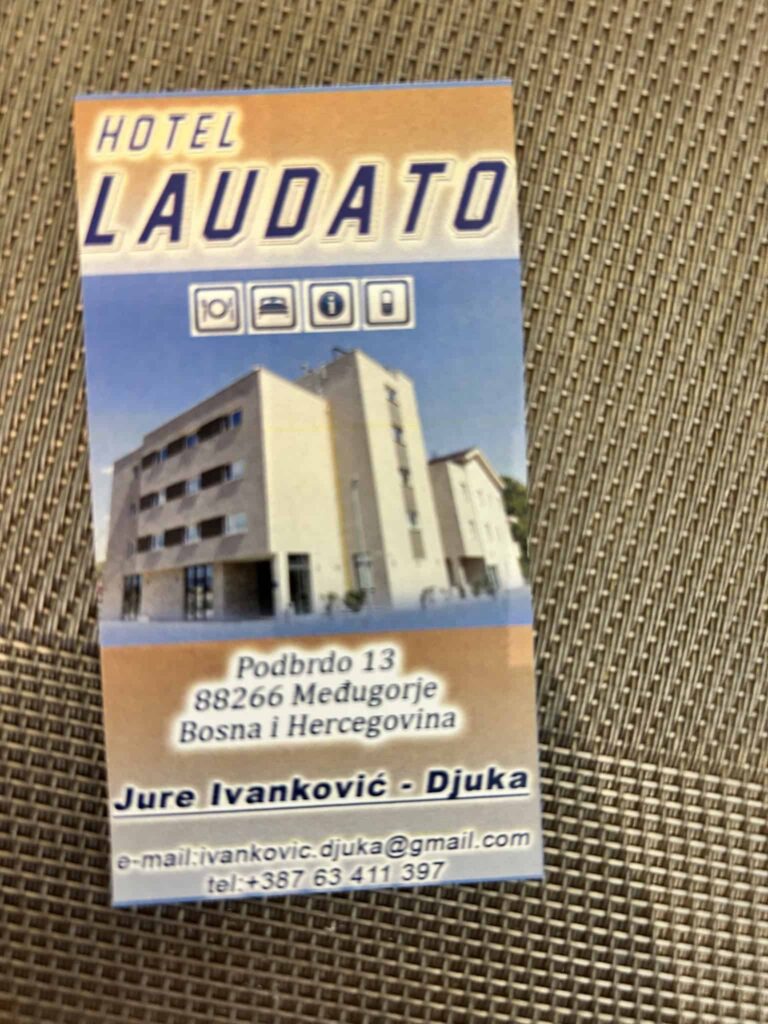 HOTEL
LAUDATO
i
Podbrdo 13
88266 Međugorje
Bosna i Hercegovina
Jure Ivanković - Djuka
e-mail:ivankovic.djuka@gmail.com
tel:+387 63 411 397